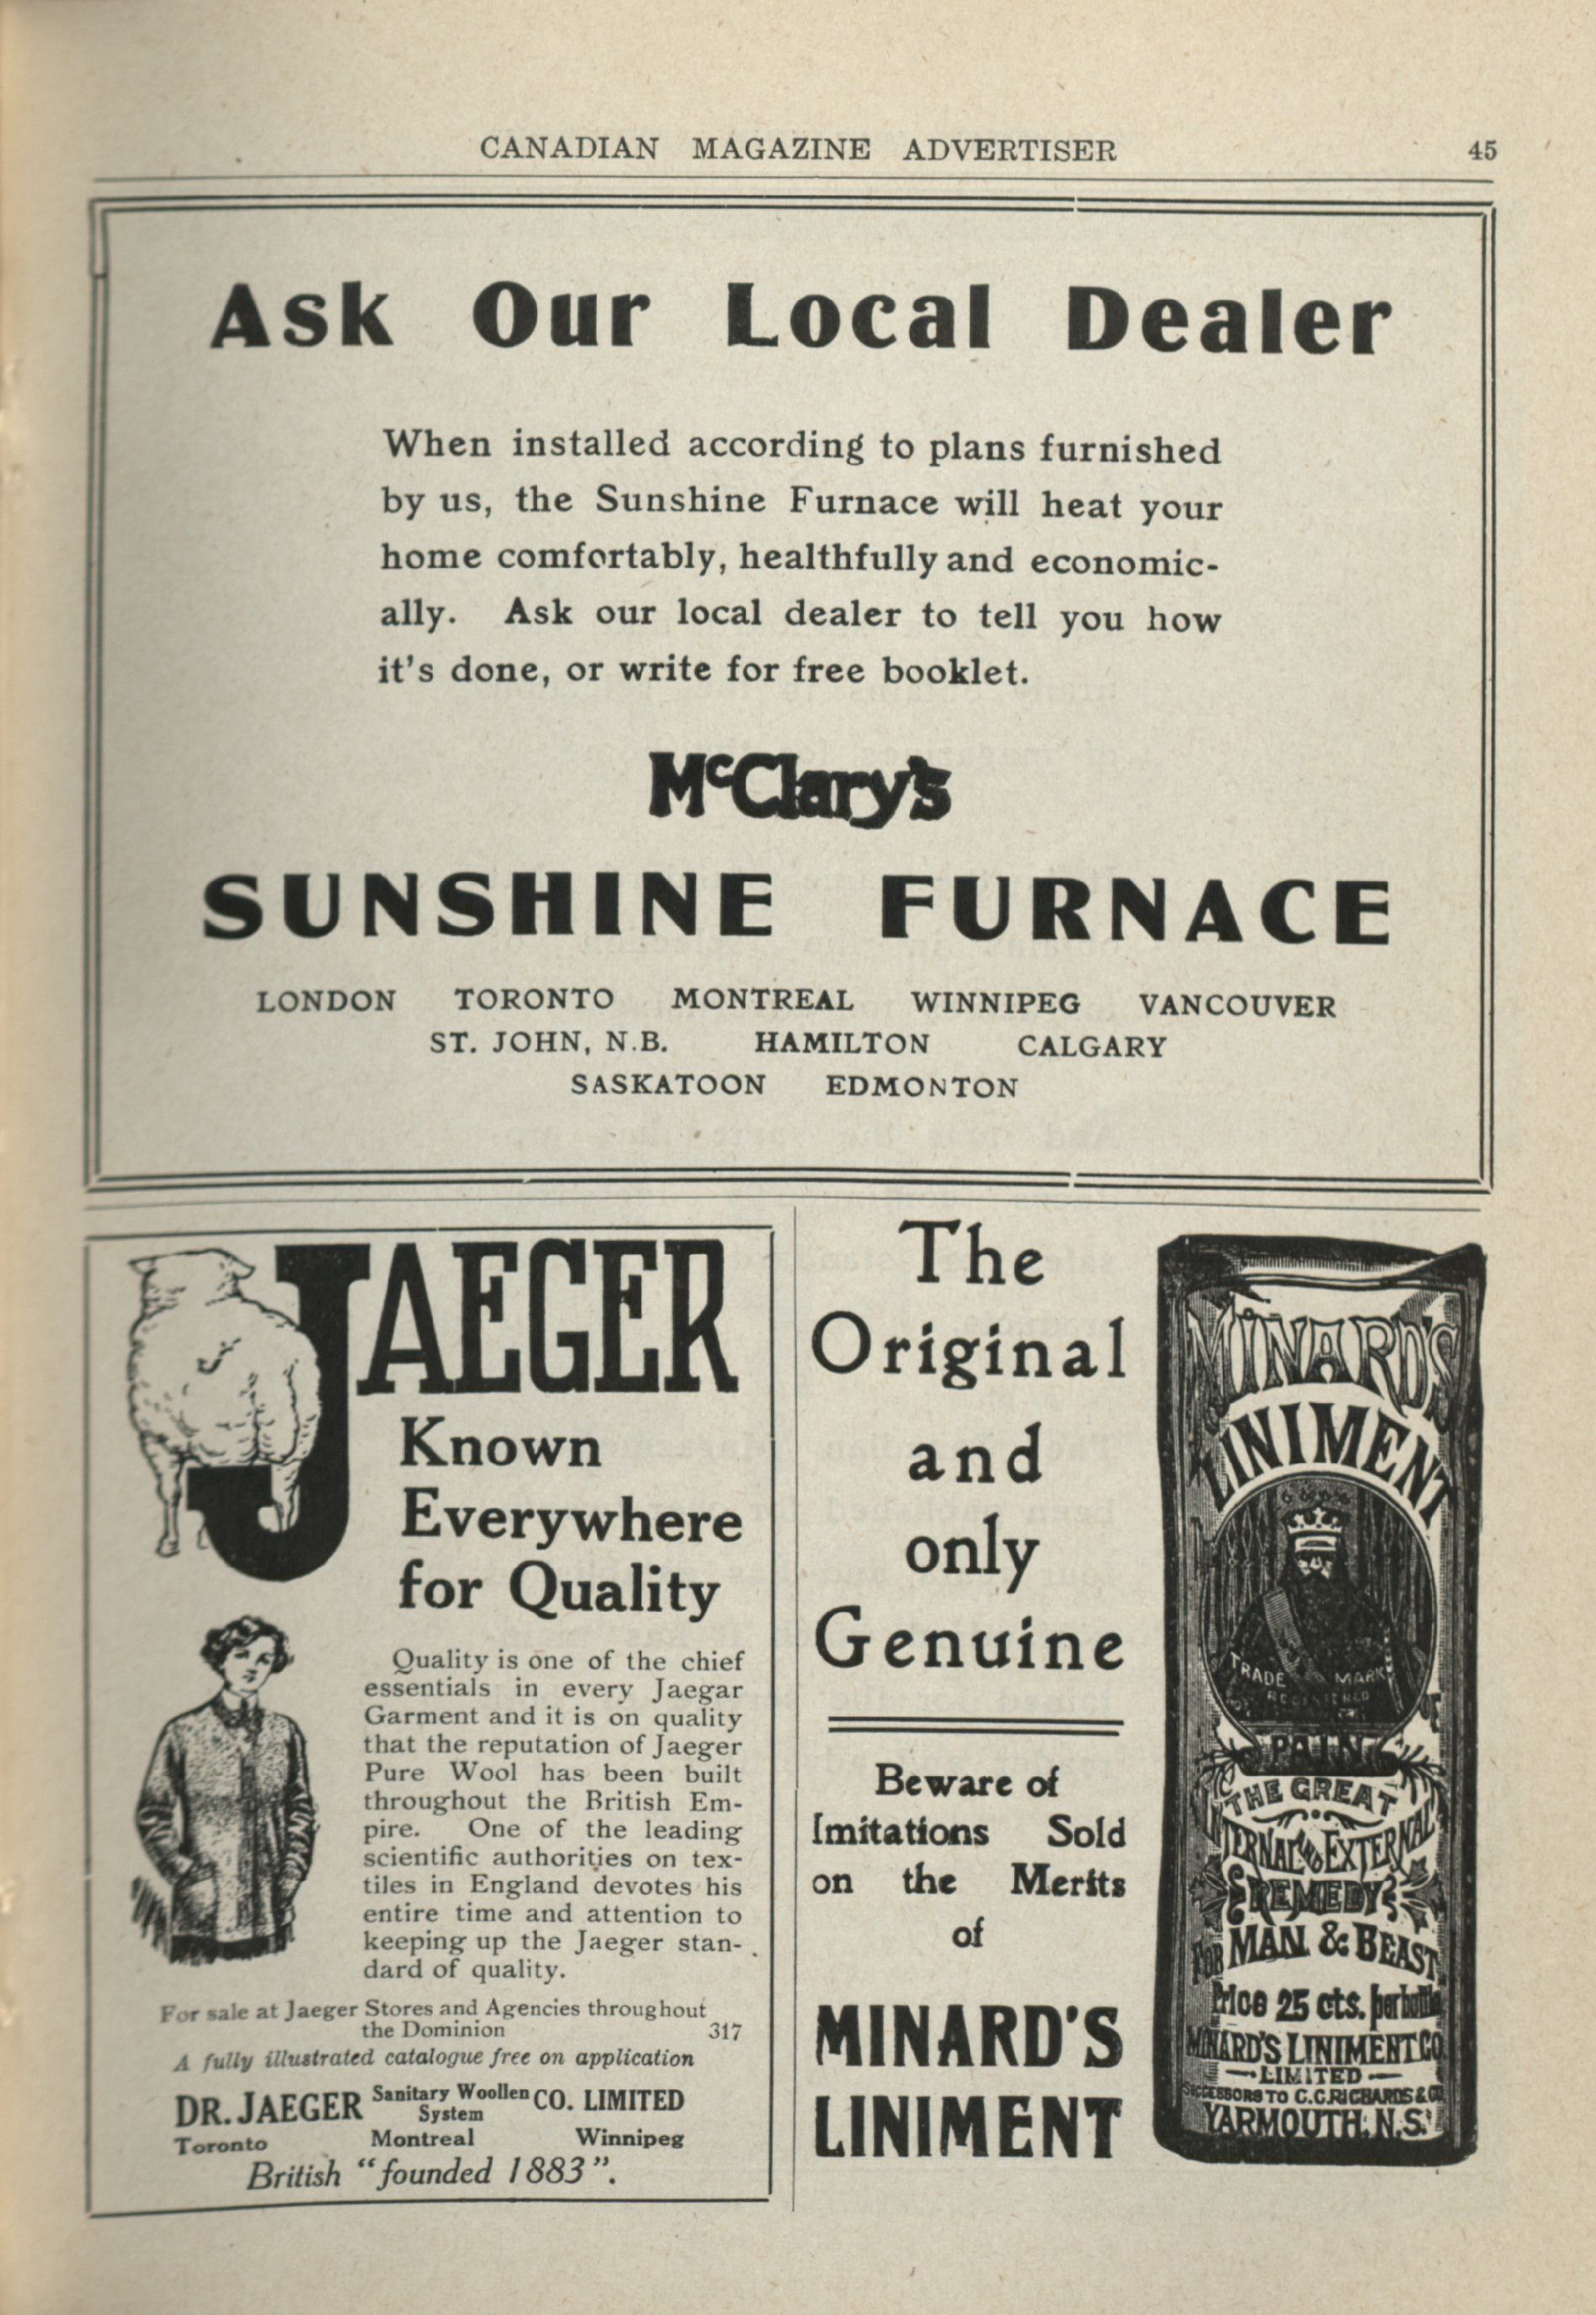 CANADIAN MAGAZINE ADVERTISER 45
Ask Our Local Dealer
When installed according to plans furnished
by us, the Sunshine Furnace will heat your
home comfortably, healthfully and economic-
ally. Ask our local dealer to tell you how
it's done, or write for free booklet.
McClary's
SUNSHINE FURNACE
LONDON TORONTO MONTREAL WINNIPEG VANCOUVER
ST. JOHN, N.B. HAMILTON CALGARY
SASKATOON EDMONTON
JAEGER
Known
Everywhere
for Quality
Quality is one of the chief
essentials in every Jaegar
Garment and it is on quality
that the reputation of Jaeger
Pure Wool has been built
throughout the British Em-
pire. One of the leading
scientific authorities on tex-
tiles in England devotes his
entire time and attention to
keeping up the Jaeger stan-
dard of quality.
For sale at Jaeger Stores and Agencies throughout
the Dominion 317
A fully illustrated catalogue free on application
DR. JAEGER Sanitary Woollen System CO. LIMITED
Toronto Montreal Winnipeg
British "founded 1883".
The
Original
and
only
Genuine
Beware of
Imitations Sold
on the Merits
of
MINARD'S
LINIMENT
MINARD'S
LINIMENT
TRADE MARK
REGISTERED
OF
PAIN
THE GREAT
INTERNAL AND EXTERNAL
REMEDY
FOR MAN & BEAST
Price 25 cts. per bottle
MINARD'S LINIMENT CO.
LIMITED
SUCCESSORS TO C.C. RICHARDS & CO.
YARMOUTH, N.S.